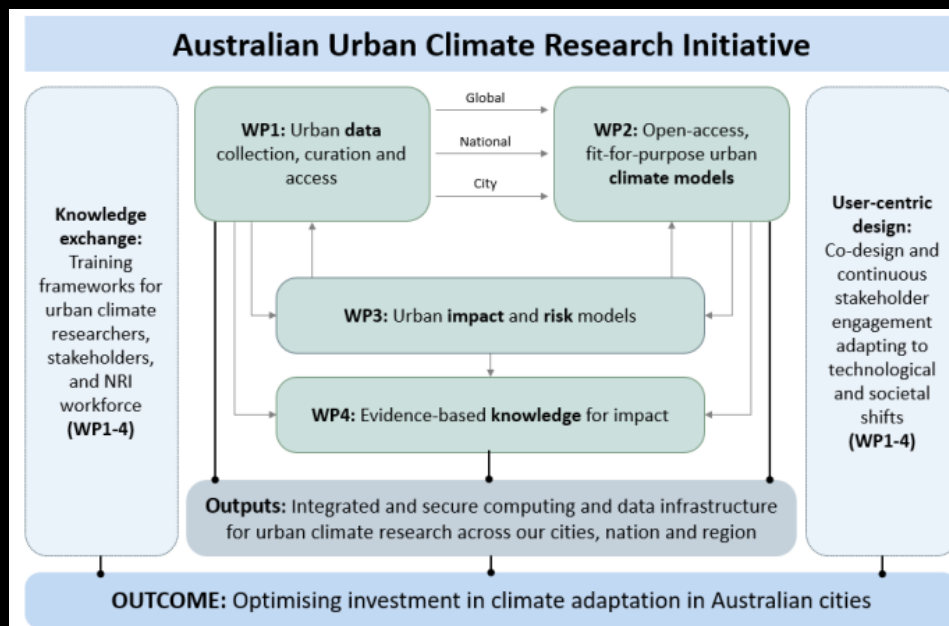 Australian Urban Climate Research Initiative
Knowledge
exchange:
Training
frameworks for
urban climate
researchers,
stakeholders,
and NRI
workforce
(WP1-4)
WP1: Urban data
collection, curation and
access
Global
National
City
WP2: Open-access,
fit-for-purpose urban
climate models
WP3: Urban impact and risk models
WP4: Evidence-based knowledge for impact
Outputs: Integrated and secure computing and data infrastructure
for urban climate research across our cities, nation and region
User-centric
design:
Co-design and
continuous
stakeholder
engagement
adapting to
technological
and societal
shifts
(WP1-4)
OUTCOME: Optimising investment in climate adaptation in Australian cities